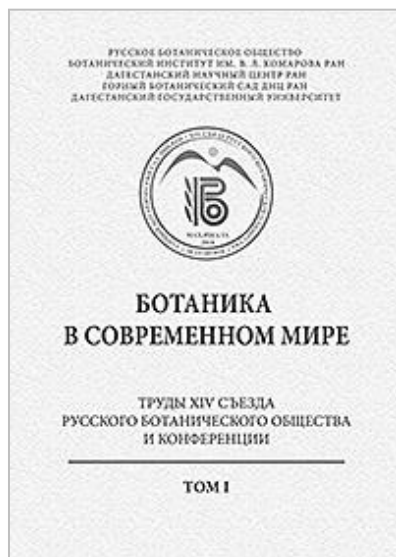 РУССКОЕ БОТАНИЧЕСКОЕ ОБЩЕСТВО
БОТАНИЧЕСКИЙ ИНСТИТУТ ИМ. В. Л. КОМАРОВА РАН
ДАГЕСТАНСКИЙ НАУЧНЫЙ ЦЕНТР РАН
ГОРНЫЙ БОТАНИЧЕСКИЙ САД ДНЦ РАН
ДАГЕСТАНСКИЙ ГОСУДАРСТВЕННЫЙ УНИВЕРСИТЕТ
МАХАЧКАЛА
БОТАНИКА
В СОВРЕМЕННОМ МИРЕ
ТРУДЫ XIV СЪЕЗДА
РУССКОГО БОТАНИЧЕСКОГО ОБЩЕСТВА
И КОНФЕРЕНЦИИ
ТОМ I